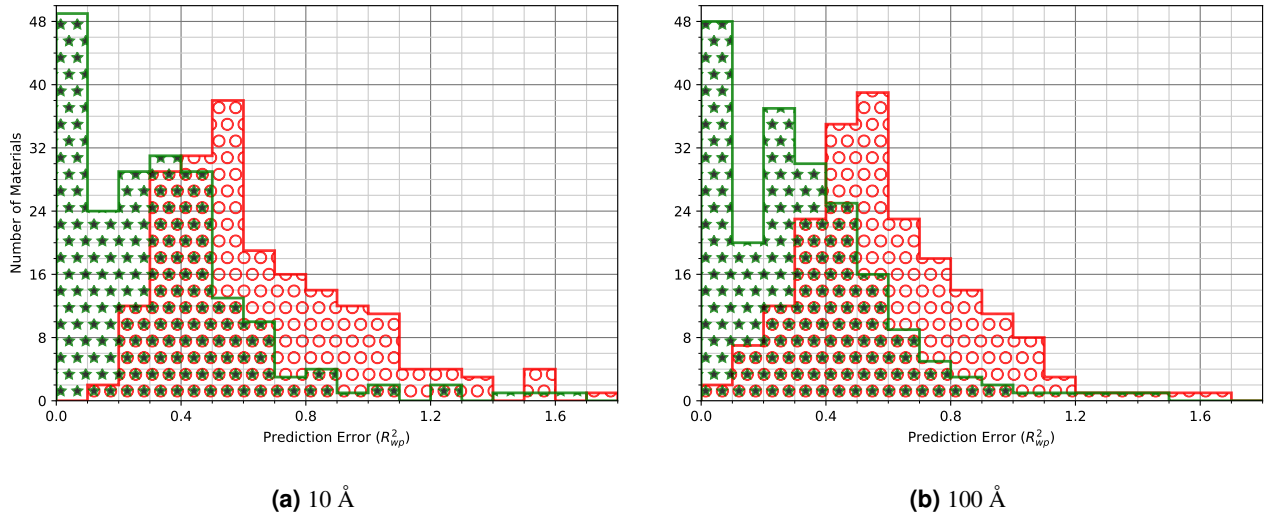 48
40
32
24
16
8
0
Number of Materials
0.0 0.4 0.8 1.2 1.6
Prediction Error (R²wp)
(a) 10 Å
48
40
32
24
16
8
0
0.0 0.4 0.8 1.2 1.6
Prediction Error (R²wp)
(b) 100 Å